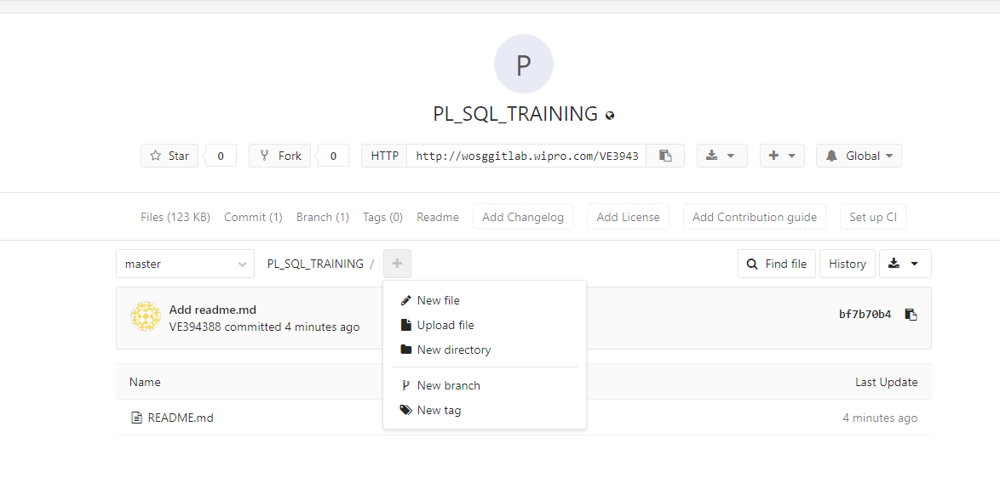 P
PL_SQL_TRAINING
Star 0 Fork 0 HTTP http://wosggitlab.wipro.com/VE3943 Global
Files (123 KB) Commit (1) Branch (1) Tags (0) Readme Add Changelog Add License Add Contribution guide Set up CI
master PL_SQL_TRAINING / + Find file History
New file
Upload file
New directory
New branch
New tag
Add readme.md
VE394388 committed 4 minutes ago
bf7b70b4
Name Last Update
README.md 4 minutes ago